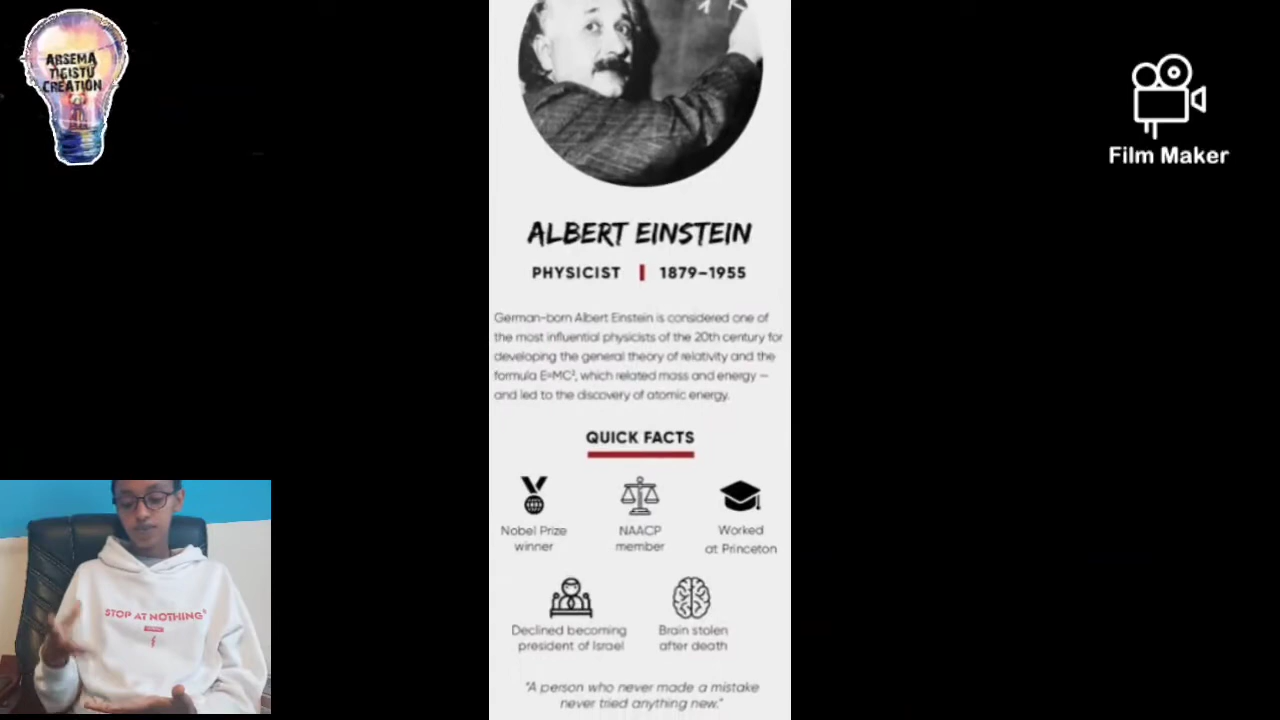 ARSEMA
TIGISTU
CREATION
Film Maker
ALBERT EINSTEIN
PHYSICIST | 1879–1955
German-born Albert Einstein is considered one of
the most influential physicists of the 20th century for
developing the general theory of relativity and the
formula E=MC², which related mass and energy —
and led to the discovery of atomic energy.
QUICK FACTS
Nobel Prize
winner
NAACP
member
Worked
at Princeton
Declined becoming
president of Israel
Brain stolen
after death
"A person who never made a mistake
never tried anything new."
STOP AT NOTHING